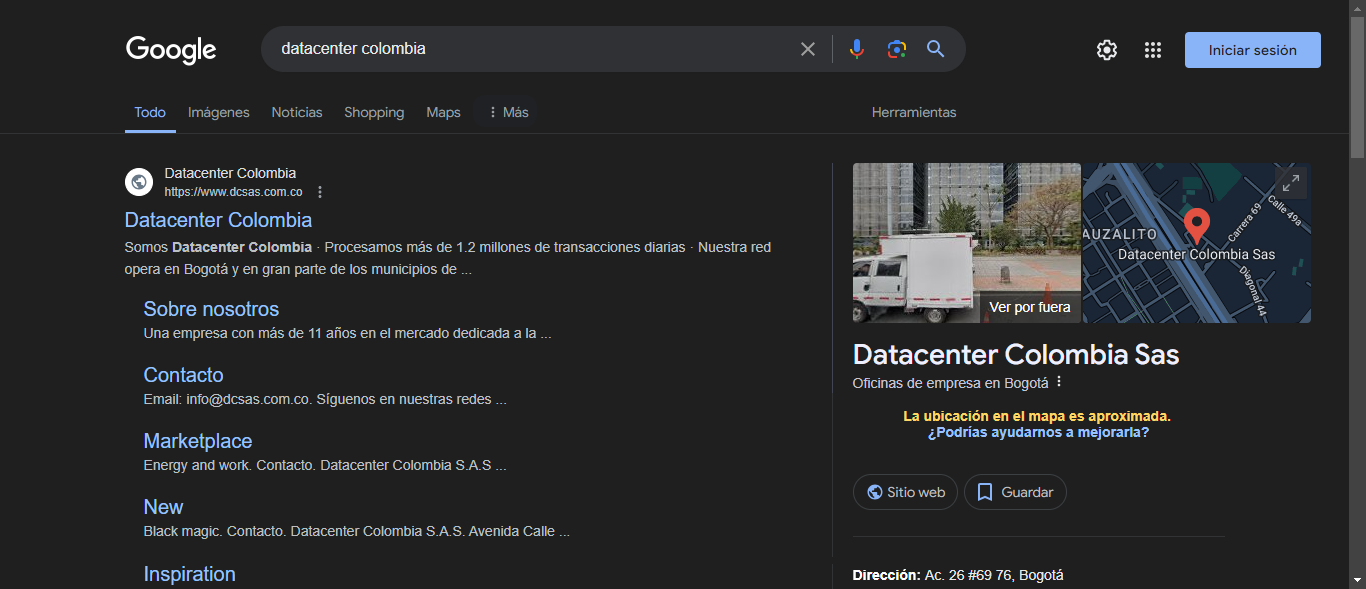 Google
datacenter colombia
Iniciar sesión
Todo
Imágenes
Noticias
Shopping
Maps
Más
Herramientas
Datacenter Colombia
https://www.dcsas.com.co
Datacenter Colombia
Somos Datacenter Colombia · Procesamos más de 1.2 millones de transacciones diarias · Nuestra red
opera en Bogotá y en gran parte de los municipios de ...
Sobre nosotros
Una empresa con más de 11 años en el mercado dedicada a la ...
Contacto
Email: info@dcsas.com.co. Síguenos en nuestras redes ...
Marketplace
Energy and work. Contacto. Datacenter Colombia S.A.S ...
New
Black magic. Contacto. Datacenter Colombia S.A.S. Avenida Calle ...
Inspiration
Ver por fuera
AUZALITO
Carrera 69
Calle 49a
Datacenter Colombia Sas
Diagonal 44
Datacenter Colombia Sas
Oficinas de empresa en Bogotá
La ubicación en el mapa es aproximada.
¿Podrías ayudarnos a mejorarla?
Sitio web
Guardar
Dirección: Ac. 26 #69 76, Bogotá